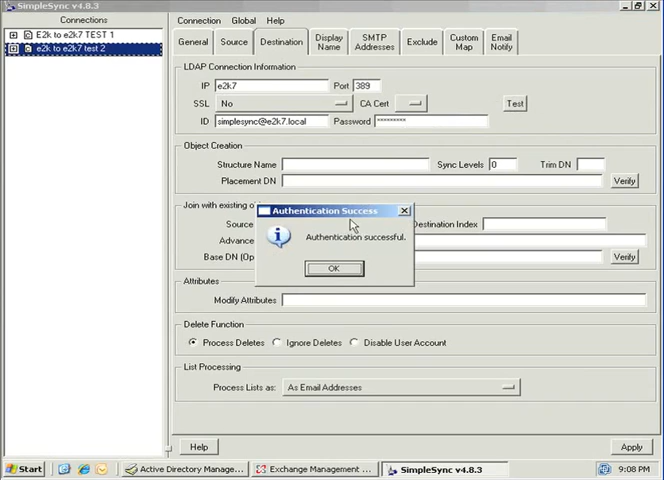 SimpleSync v4.8.3
Connections
E2k to e2k7 TEST 1
e2k to e2k7 test 2
Connection Global Help
General Source Destination Display Name SMTP Addresses Exclude Custom Map Email Notify
LDAP Connection Information
IP e2k7 Port 389
SSL No CA Cert Test
ID simplesync@e2k7.local Password *********
Object Creation
Structure Name Sync Levels 0 Trim DN
Placement DN Verify
Authentication Success
Join with existing o
Source Destination Index
Authentication successful.
Advance
Base DN (Op Verify
OK
Attributes
Modify Attributes
Delete Function
Process Deletes Ignore Deletes Disable User Account
List Processing
Process Lists as: As Email Addresses
Help Apply
Start Active Directory Manage... Exchange Management ... SimpleSync v4.8.3 9:08 PM